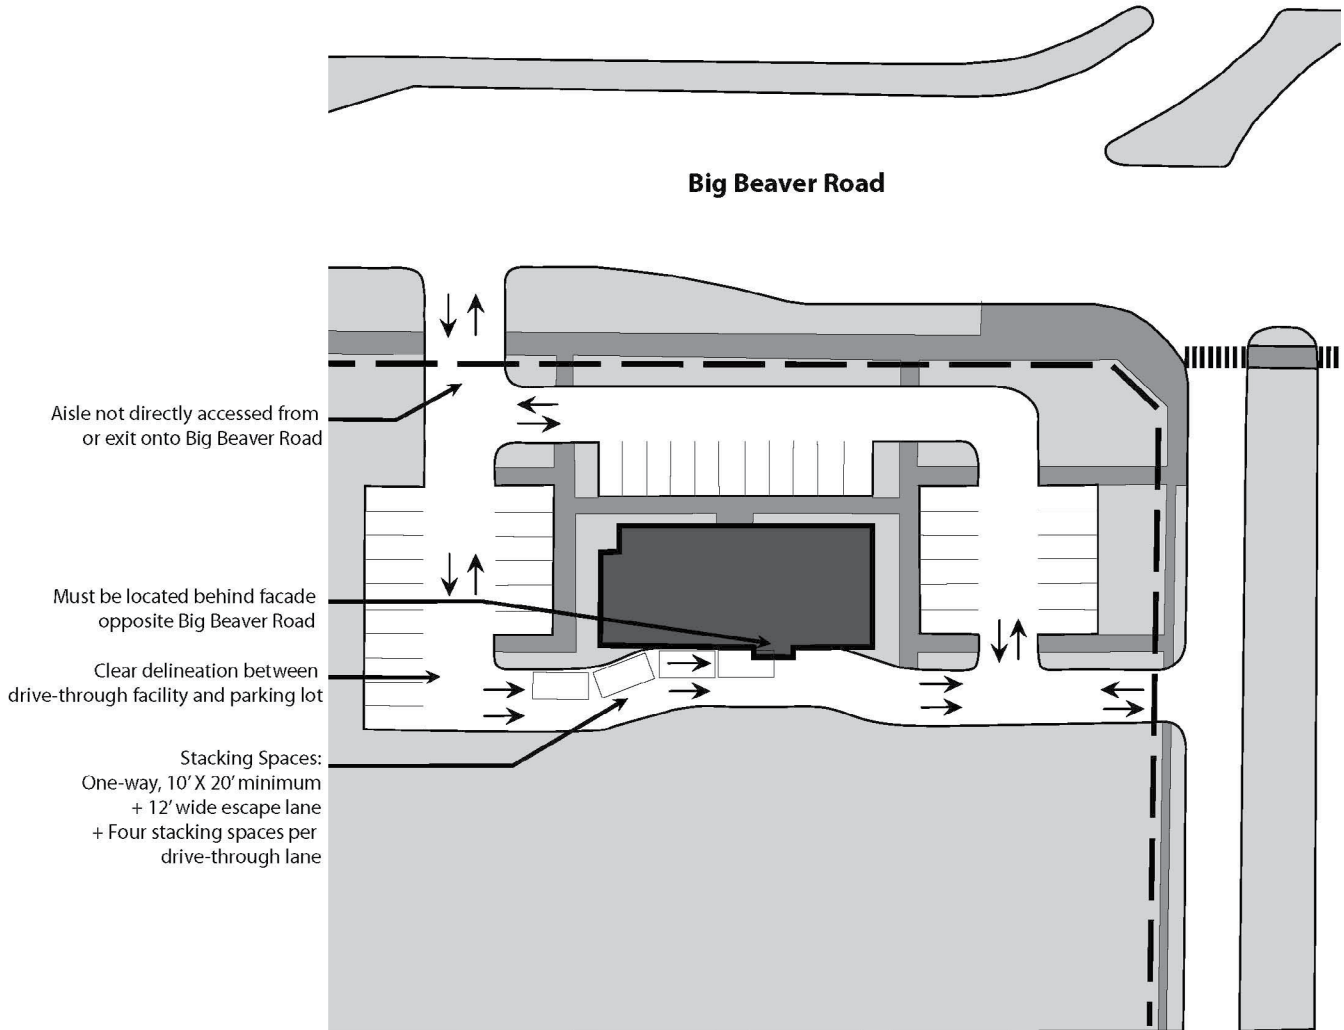 Big Beaver Road
Aisle not directly accessed from
or exit onto Big Beaver Road
Must be located behind facade
opposite Big Beaver Road
Clear delineation between
drive-through facility and parking lot
Stacking Spaces:
One-way, 10' X 20' minimum
+ 12' wide escape lane
+ Four stacking spaces per
drive-through lane